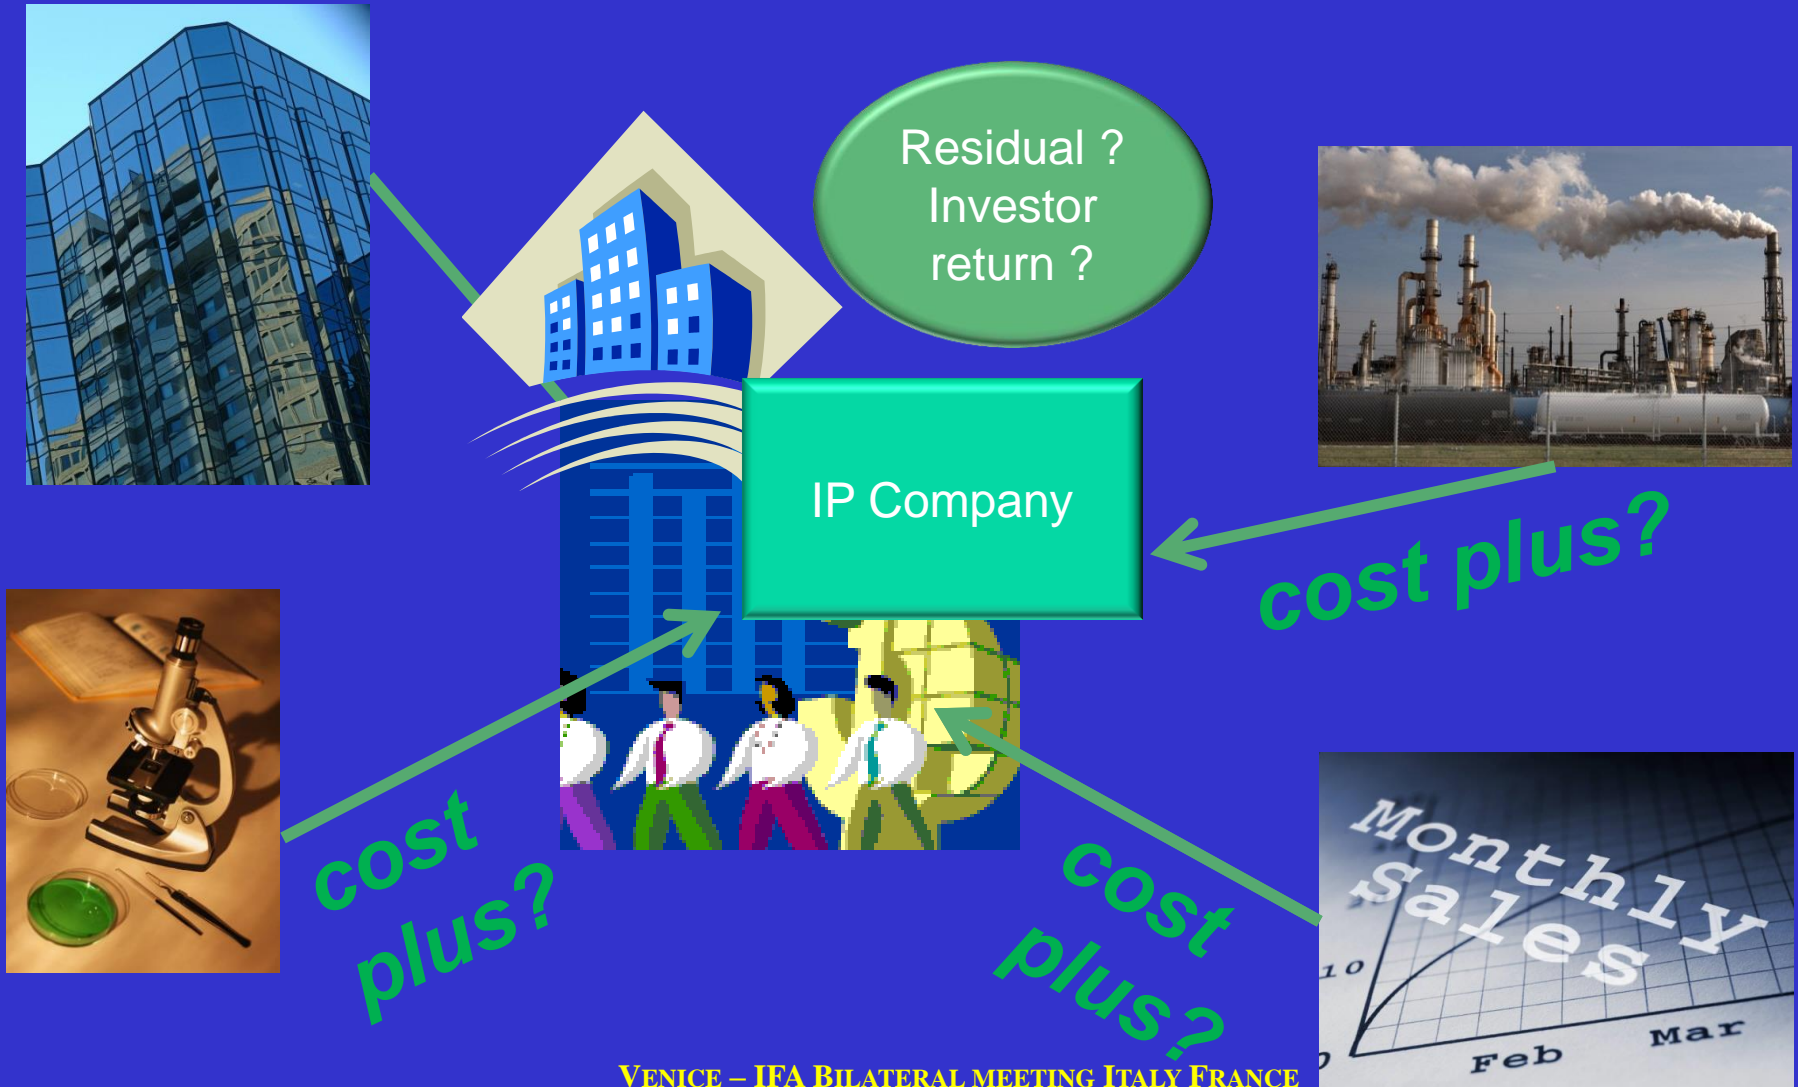 Residual ?
Investor
return ?
IP Company
cost plus?
cost
plus?
cost
plus?
Monthly
Sales
10
0
Feb
Mar
VENICE – IFA BILATERAL MEETING ITALY FRANCE